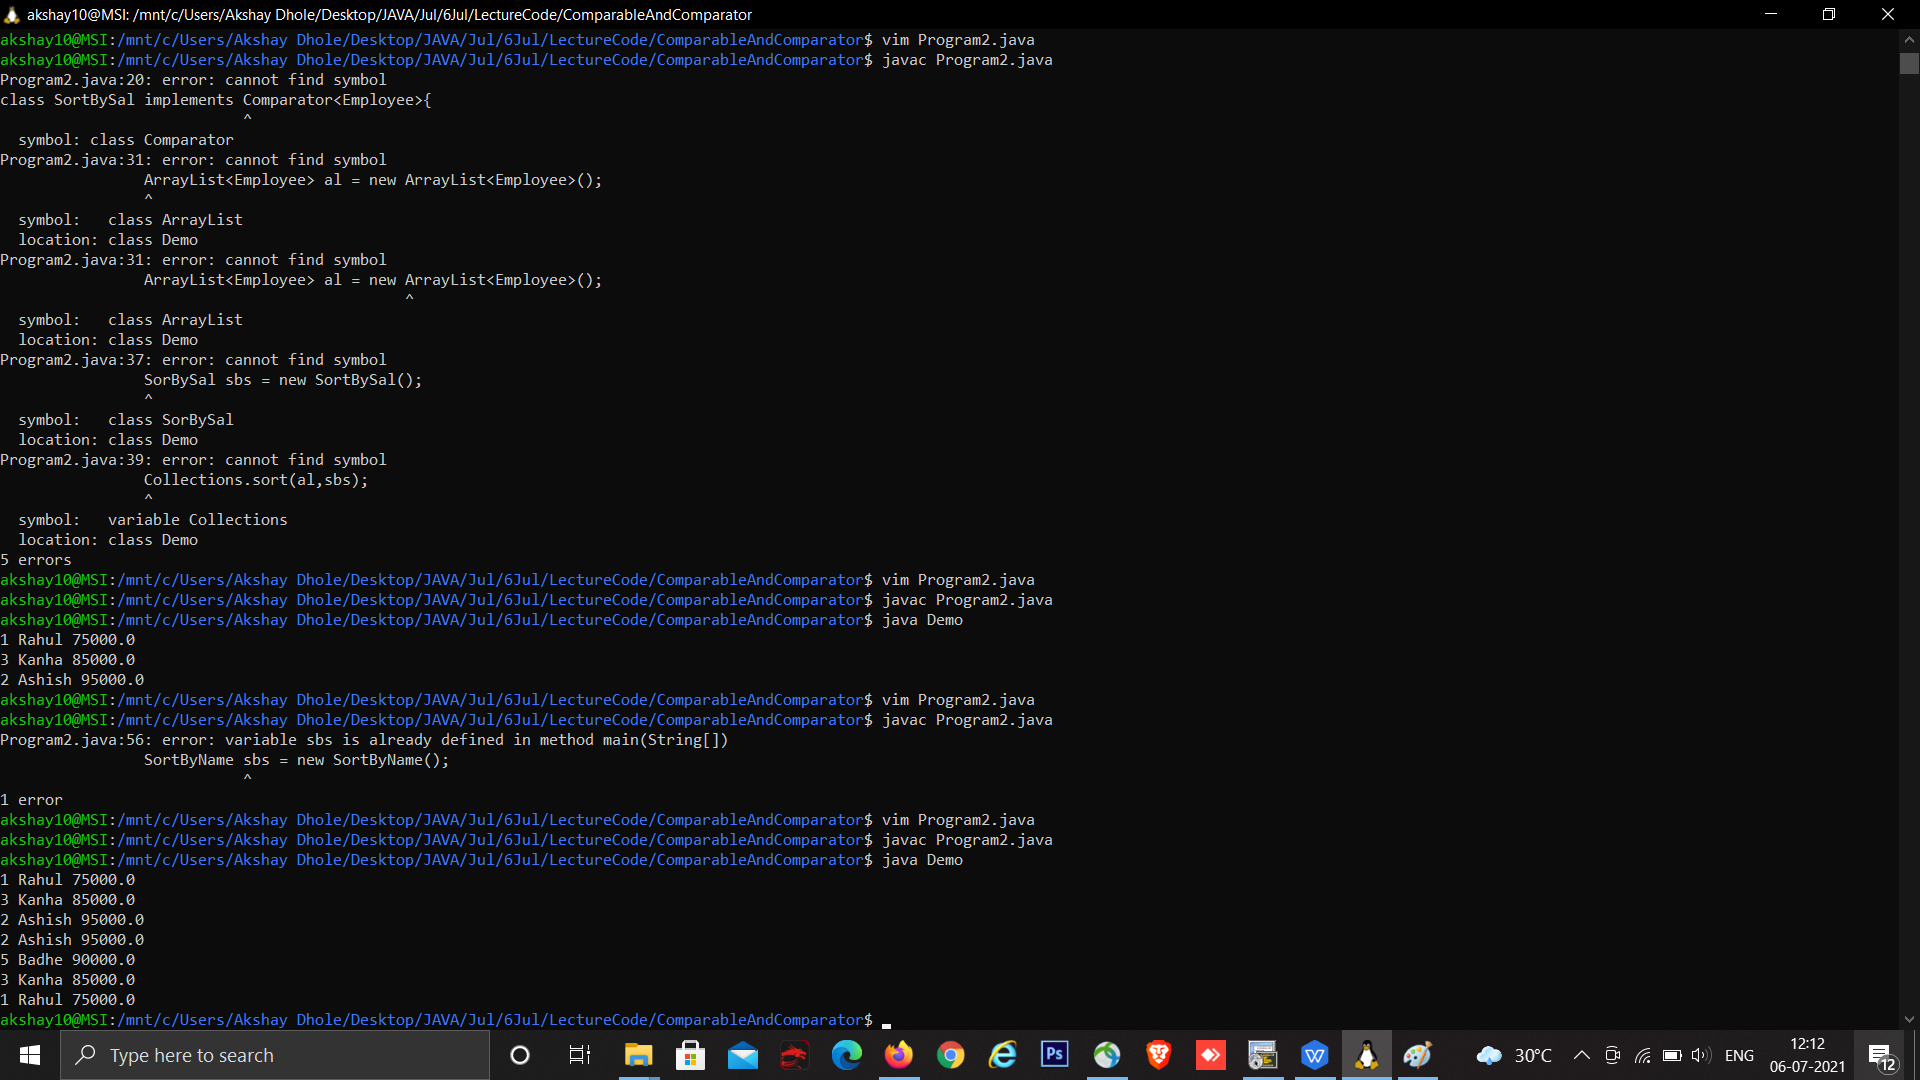 akshay10@MSI: /mnt/c/Users/Akshay Dhole/Desktop/JAVA/Jul/6Jul/LectureCode/ComparableAndComparator
akshay10@MSI:/mnt/c/Users/Akshay Dhole/Desktop/JAVA/Jul/6Jul/LectureCode/ComparableAndComparator$ vim Program2.java
akshay10@MSI:/mnt/c/Users/Akshay Dhole/Desktop/JAVA/Jul/6Jul/LectureCode/ComparableAndComparator$ javac Program2.java
Program2.java:20: error: cannot find symbol
class SortBySal implements Comparator<Employee>{
                           ^
  symbol: class Comparator
Program2.java:31: error: cannot find symbol
                ArrayList<Employee> al = new ArrayList<Employee>();
                ^
  symbol:   class ArrayList
  location: class Demo
Program2.java:31: error: cannot find symbol
                ArrayList<Employee> al = new ArrayList<Employee>();
                                             ^
  symbol:   class ArrayList
  location: class Demo
Program2.java:37: error: cannot find symbol
                SorBySal sbs = new SortBySal();
                ^
  symbol:   class SorBySal
  location: class Demo
Program2.java:39: error: cannot find symbol
                Collections.sort(al,sbs);
                ^
  symbol:   variable Collections
  location: class Demo
5 errors
akshay10@MSI:/mnt/c/Users/Akshay Dhole/Desktop/JAVA/Jul/6Jul/LectureCode/ComparableAndComparator$ vim Program2.java
akshay10@MSI:/mnt/c/Users/Akshay Dhole/Desktop/JAVA/Jul/6Jul/LectureCode/ComparableAndComparator$ javac Program2.java
akshay10@MSI:/mnt/c/Users/Akshay Dhole/Desktop/JAVA/Jul/6Jul/LectureCode/ComparableAndComparator$ java Demo
1 Rahul 75000.0
3 Kanha 85000.0
2 Ashish 95000.0
akshay10@MSI:/mnt/c/Users/Akshay Dhole/Desktop/JAVA/Jul/6Jul/LectureCode/ComparableAndComparator$ vim Program2.java
akshay10@MSI:/mnt/c/Users/Akshay Dhole/Desktop/JAVA/Jul/6Jul/LectureCode/ComparableAndComparator$ javac Program2.java
Program2.java:56: error: variable sbs is already defined in method main(String[])
                SortByName sbs = new SortByName();
                           ^
1 error
akshay10@MSI:/mnt/c/Users/Akshay Dhole/Desktop/JAVA/Jul/6Jul/LectureCode/ComparableAndComparator$ vim Program2.java
akshay10@MSI:/mnt/c/Users/Akshay Dhole/Desktop/JAVA/Jul/6Jul/LectureCode/ComparableAndComparator$ javac Program2.java
akshay10@MSI:/mnt/c/Users/Akshay Dhole/Desktop/JAVA/Jul/6Jul/LectureCode/ComparableAndComparator$ java Demo
1 Rahul 75000.0
3 Kanha 85000.0
2 Ashish 95000.0
2 Ashish 95000.0
5 Badhe 90000.0
3 Kanha 85000.0
1 Rahul 75000.0
akshay10@MSI:/mnt/c/Users/Akshay Dhole/Desktop/JAVA/Jul/6Jul/LectureCode/ComparableAndComparator$
Type here to search
Ps
30°C
ENG
12:12
06-07-2021
12